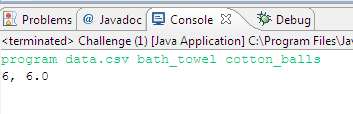 Problems @ Javadoc Console Debug
<terminated> Challenge (1) [Java Application] C:\Program Files\Jav
program data.csv bath_towel cotton_balls
6, 6.0